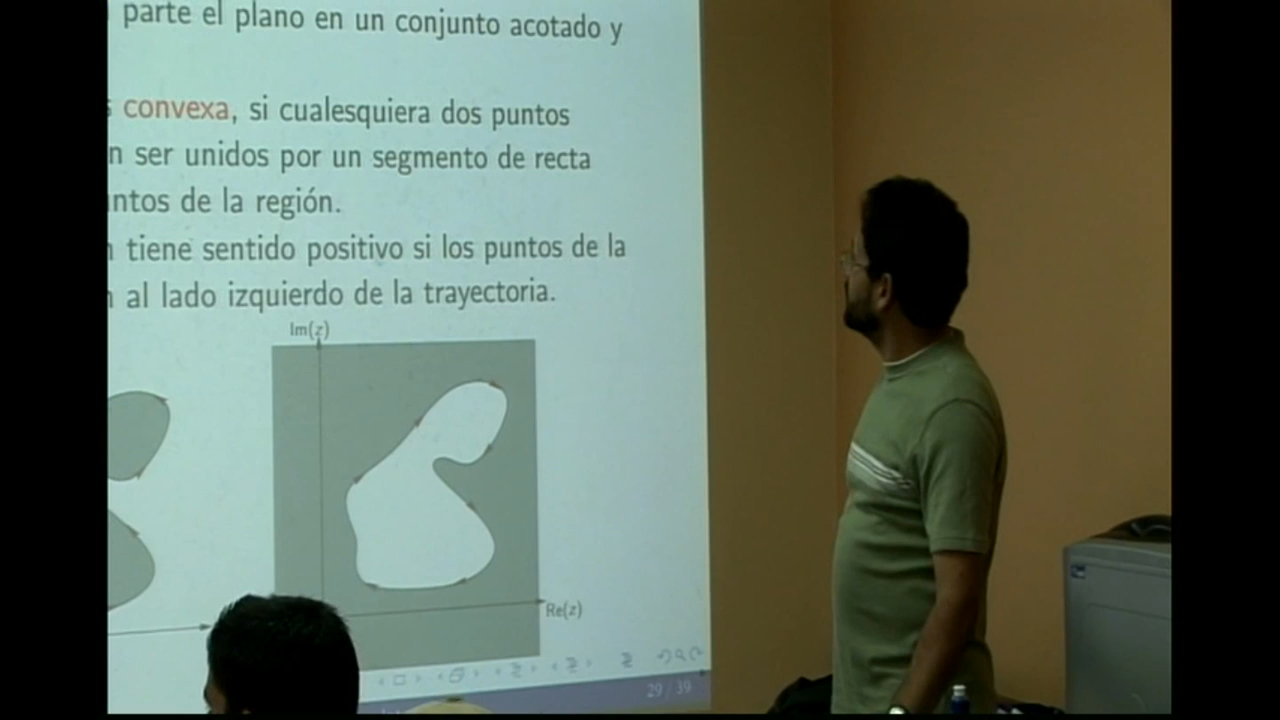 parte el plano en un conjunto acotado y
convexa, si cualesquiera dos puntos
n ser unidos por un segmento de recta
ntos de la región.
tiene sentido positivo si los puntos de la
al lado izquierdo de la trayectoria.
Im(z)
Re(z)
29 / 39